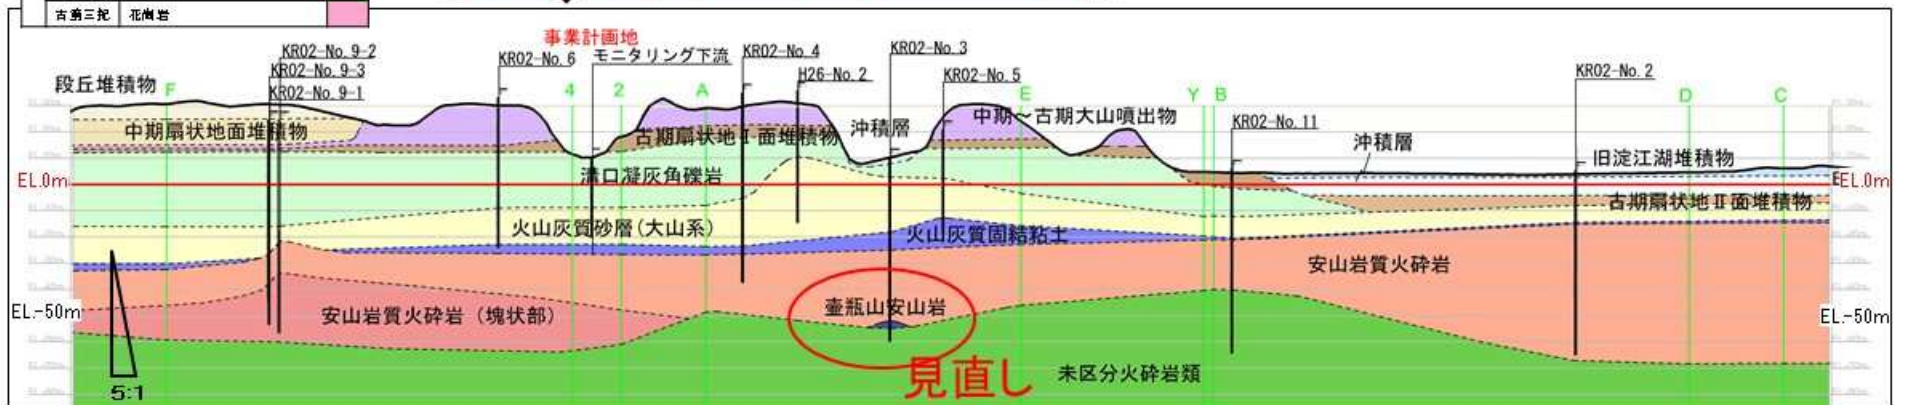 古第三紀 花崗岩
事業計画地
KR02-No.9-2
KR02-No.9-3
KR02-No.9-1
KR02-No.6
モニタリング下流
KR02-No.4
H26-No.2
KR02-No.3
KR02-No.5
KR02-No.2
KR02-No.11
段丘堆積物
F
4
2
A
E
Y
B
D
C
中期扇状地面堆積物
古期扇状地Ⅰ面堆積物
沖積層
中期～古期大山噴出物
沖積層
旧淀江湖堆積物
溝口凝灰角礫岩
EL.0m
EL.0m
古期扇状地Ⅱ面堆積物
火山灰質砂層(大山系)
火山灰質固結粘土
安山岩質火砕岩
壷瓶山安山岩
安山岩質火砕岩（塊状部）
EL.-50m
EL.-50m
見直し
未区分火砕岩類
5:1